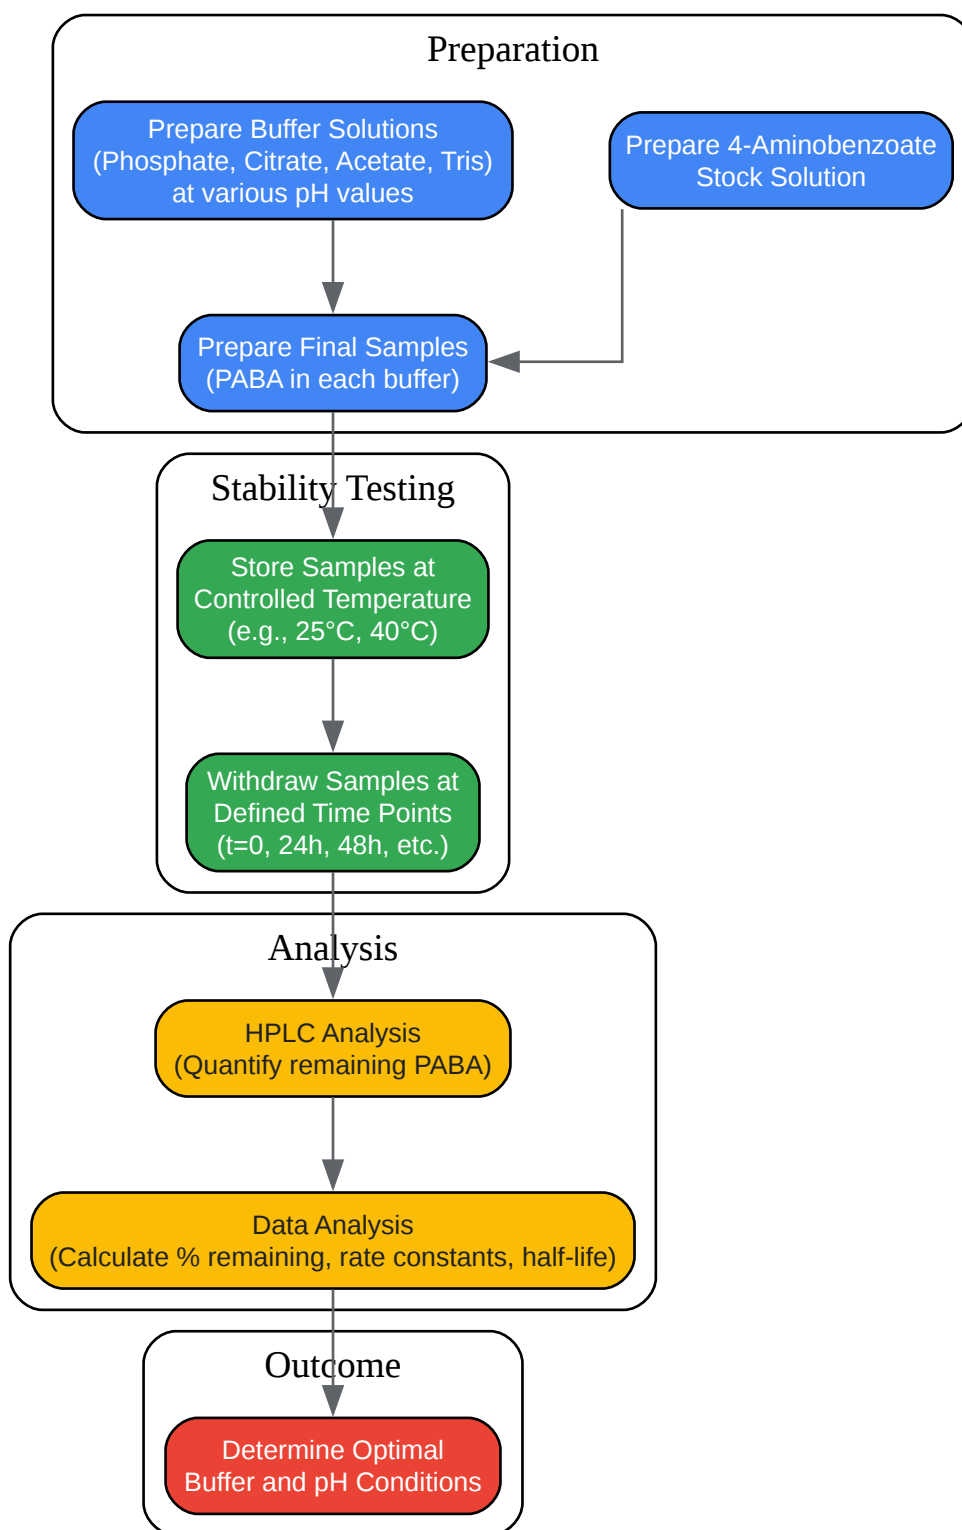 Preparation
Prepare Buffer Solutions
(Phosphate, Citrate, Acetate, Tris)
at various pH values
Prepare 4-Aminobenzoate
Stock Solution
Prepare Final Samples
(PABA in each buffer)
Stability Testing
Store Samples at
Controlled Temperature
(e.g., 25°C, 40°C)
Withdraw Samples at
Defined Time Points
(t=0, 24h, 48h, etc.)
Analysis
HPLC Analysis
(Quantify remaining PABA)
Data Analysis
(Calculate % remaining, rate constants, half-life)
Outcome
Determine Optimal
Buffer and pH Conditions